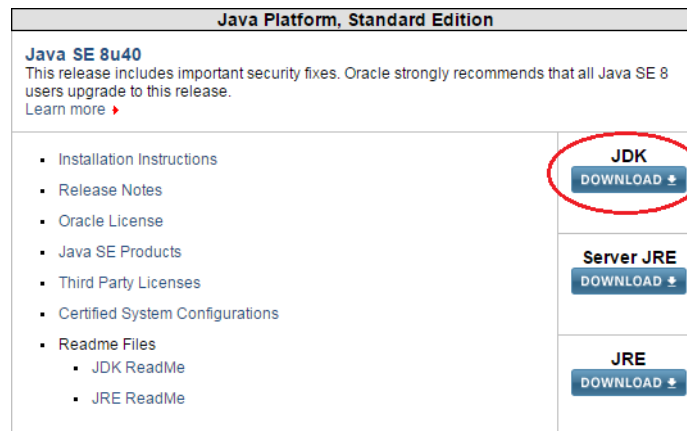 Java Platform, Standard Edition
Java SE 8u40
This release includes important security fixes. Oracle strongly recommends that all Java SE 8
users upgrade to this release.
Learn more
Installation Instructions
Release Notes
Oracle License
Java SE Products
Third Party Licenses
Certified System Configurations
Readme Files
JDK ReadMe
JRE ReadMe
JDK
DOWNLOAD
Server JRE
DOWNLOAD
JRE
DOWNLOAD